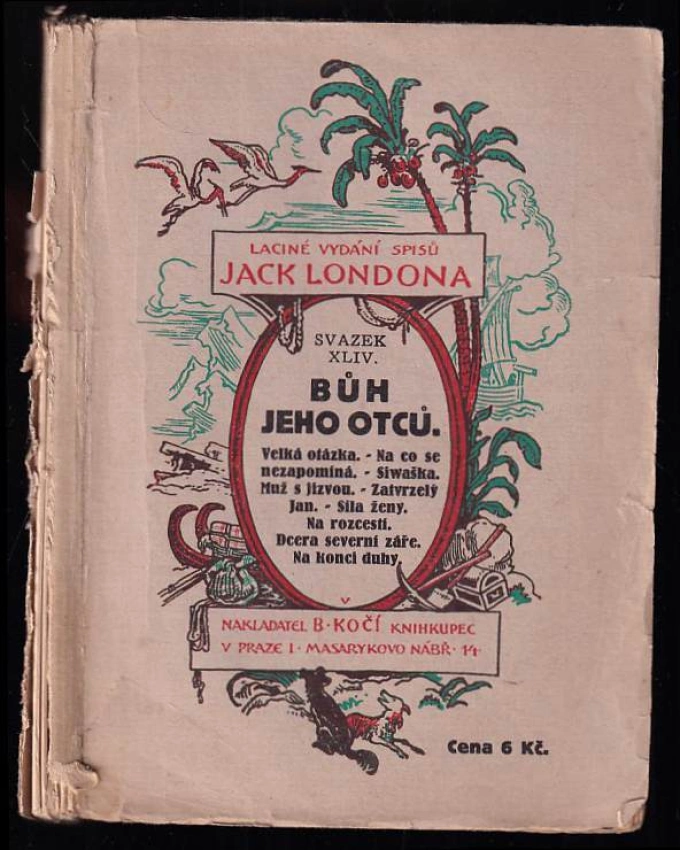 LACINÉ VYDÁNÍ SPISŮ
JACK LONDONA
SVAZEK
XLIV.
BŮH
JEHO OTCŮ.
Velká otázka. - Na co se
nezapomíná. - Siwaška.
Muž s jizvou. - Zatvrzelý
Jan. - Síla ženy.
Na rozcestí.
Dcera severní záře.
Na konci duhy.
V
NAKLADATEL B · KOČÍ KNIHKUPEC
V PRAZE I · MASARYKOVO NÁBŘ · 14 ·
Cena 6 Kč.